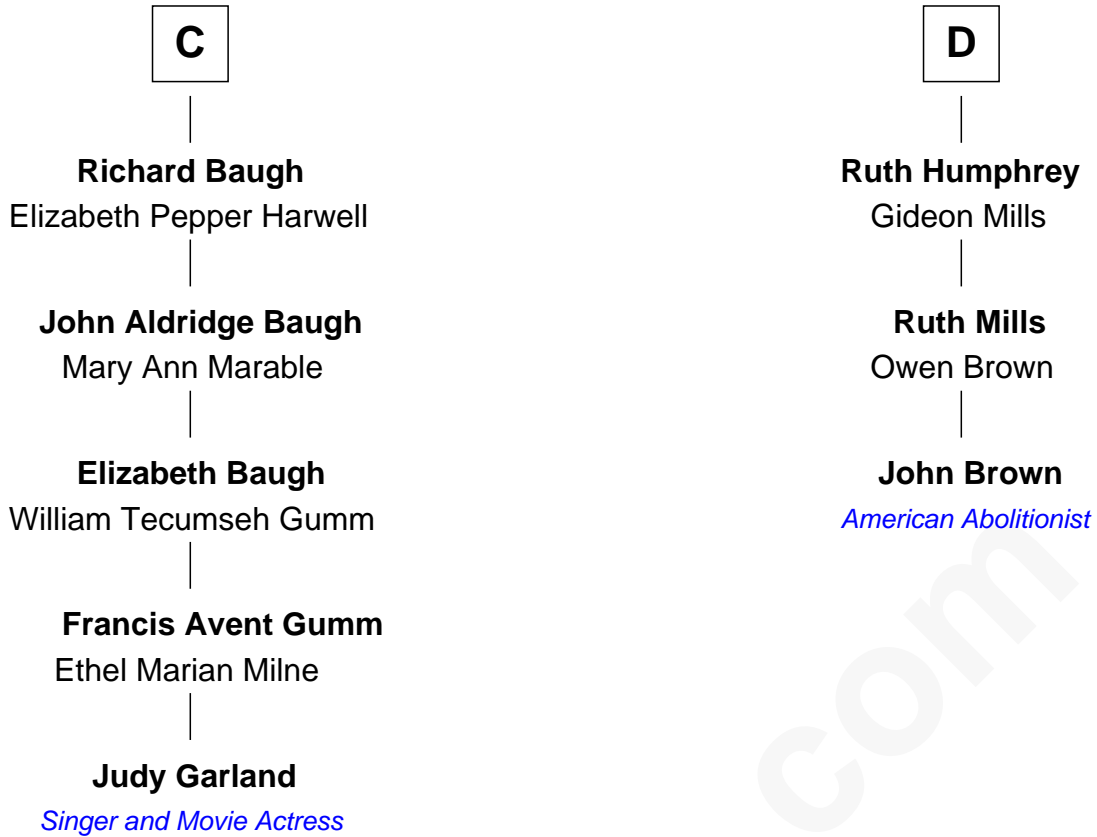 C
Richard Baugh
Elizabeth Pepper Harwell
John Aldridge Baugh
Mary Ann Marable
Elizabeth Baugh
William Tecumseh Gumm
Francis Avent Gumm
Ethel Marian Milne
Judy Garland
Singer and Movie Actress
D
Ruth Humphrey
Gideon Mills
Ruth Mills
Owen Brown
John Brown
American Abolitionist
com